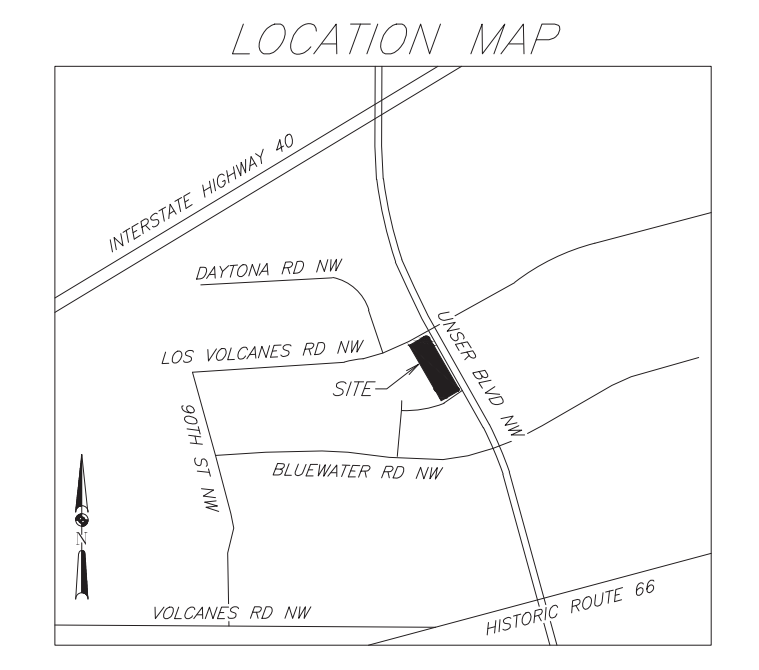 LOCATION MAP
INTERSTATE HIGHWAY 40
DAYTONA RD NW
UNSER BLVD NW
LOS VOLCANES RD NW
SITE
90TH ST NW
BLUEWATER RD NW
N
VOLCANES RD NW
HISTORIC ROUTE 66